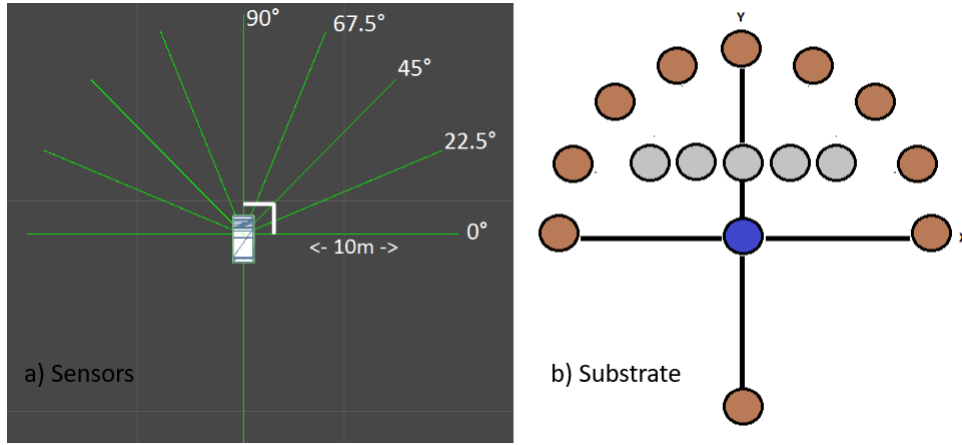 90°
67.5°
45°
22.5°
0°
<- 10m ->
a) Sensors
Y
X
b) Substrate